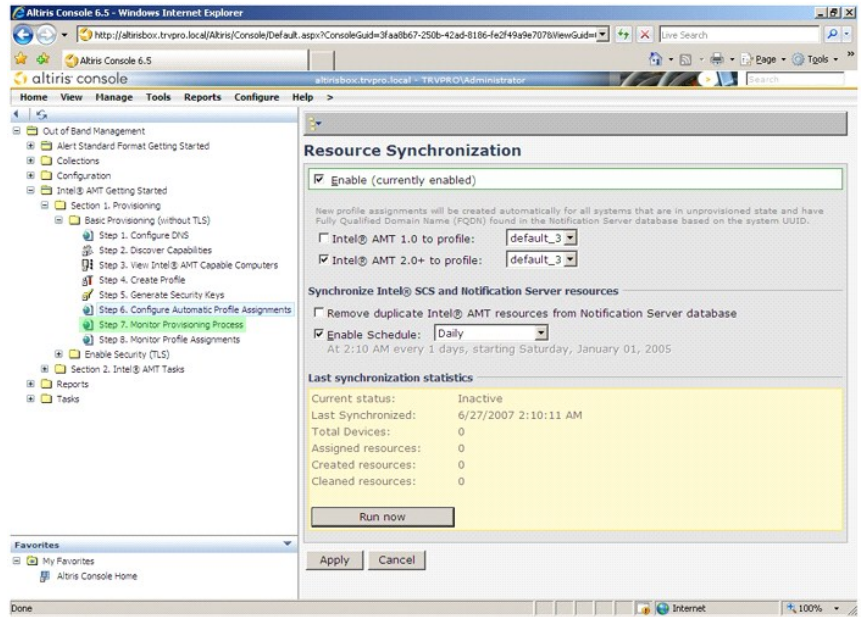 Altiris Console 6.5 - Windows Internet Explorer
http://altirisbox.trvpro.local/Altiris/Console/Default.aspx?ConsoleGuid=3faa8b67-250b-42ad-8186-fe2f49a9e707&ViewGuid=
Live Search
Altiris Console 6.5
Page
Tools
altiris console
altirisbox.trvpro.local - TRVPRO\Administrator
Search
Home View Manage Tools Reports Configure Help >
Out of Band Management
Alert Standard Format Getting Started
Collections
Configuration
Intel® AMT Getting Started
Section 1. Provisioning
Basic Provisioning (without TLS)
Step 1. Configure DNS
Step 2. Discover Capabilities
Step 3. View Intel® AMT Capable Computers
Step 4. Create Profile
Step 5. Generate Security Keys
Step 6. Configure Automatic Profile Assignments
Step 7. Monitor Provisioning Process
Step 8. Monitor Profile Assignments
Enable Security (TLS)
Section 2. Intel® AMT Tasks
Reports
Tasks
Favorites
My Favorites
Altiris Console Home
Resource Synchronization
Enable (currently enabled)
New profile assignments will be created automatically for all systems that are in unprovisioned state and have
Fully Qualified Domain Name (FQDN) found in the Notification Server database based on the system UUID.
Intel® AMT 1.0 to profile: default_3
Intel® AMT 2.0+ to profile: default_3
Synchronize Intel® SCS and Notification Server resources
Remove duplicate Intel® AMT resources from Notification Server database
Enable Schedule: Daily
At 2:10 AM every 1 days, starting Saturday, January 01, 2005
Last synchronization statistics
Current status: Inactive
Last Synchronized: 6/27/2007 2:10:11 AM
Total Devices: 0
Assigned resources: 0
Created resources: 0
Cleaned resources: 0
Run now
Apply
Cancel
Done
Internet
100%